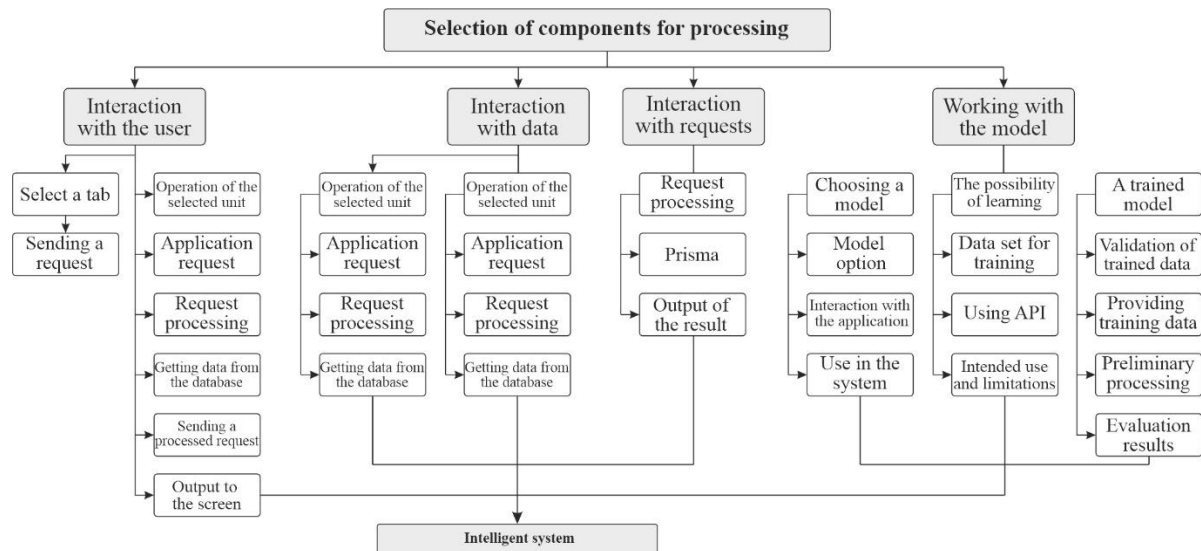 Selection of components for processing
Interaction
with the user
Interaction
with data
Interaction
with requests
Working with
the model
Select a tab
Sending a
request
Operation of the
selected unit
Application
request
Request
processing
Getting data from
the database
Sending a
processed request
Output to
the screen
Operation of the
selected unit
Application
request
Request
processing
Getting data from
the database
Operation of the
selected unit
Application
request
Request
processing
Getting data from
the database
Request
processing
Prisma
Output of
the result
Choosing a
model
Model
option
Interaction with
the application
Use in the
system
The possibility
of learning
Data set for
training
Using API
Intended use
and limitations
A trained
model
Validation of
trained data
Providing
training data
Preliminary
processing
Evaluation
results
Intelligent system